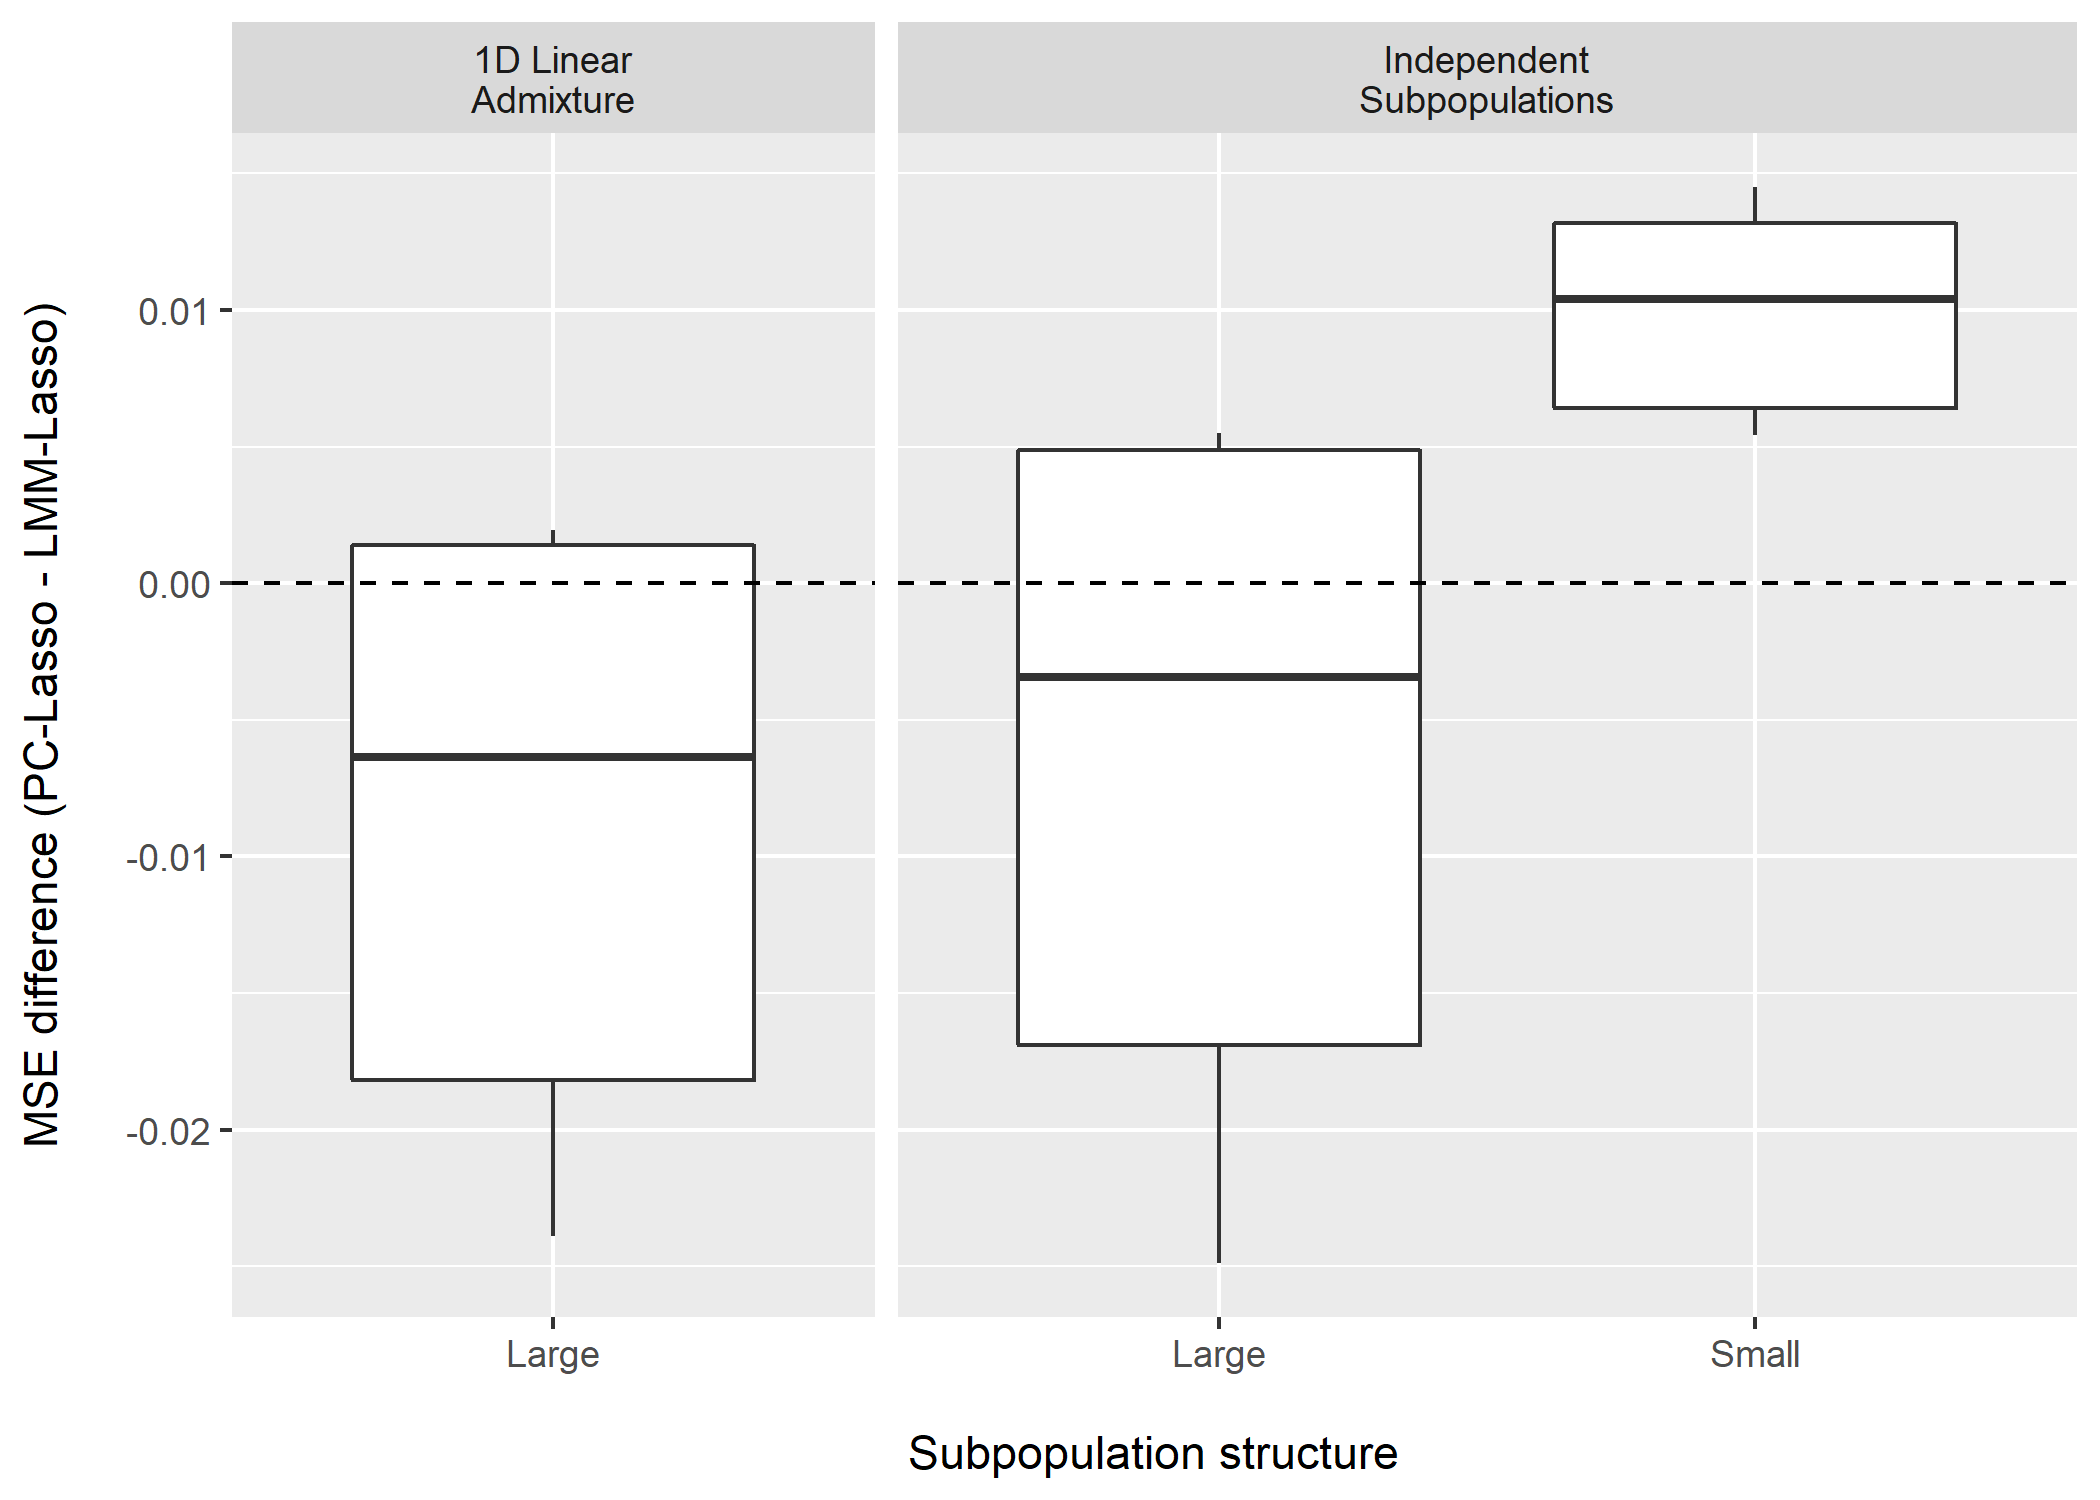 1D Linear
Admixture
Independent
Subpopulations
MSE difference (PC-Lasso - LMM-Lasso)
0.01
0.00
-0.01
-0.02
Large
Large
Small
Subpopulation structure